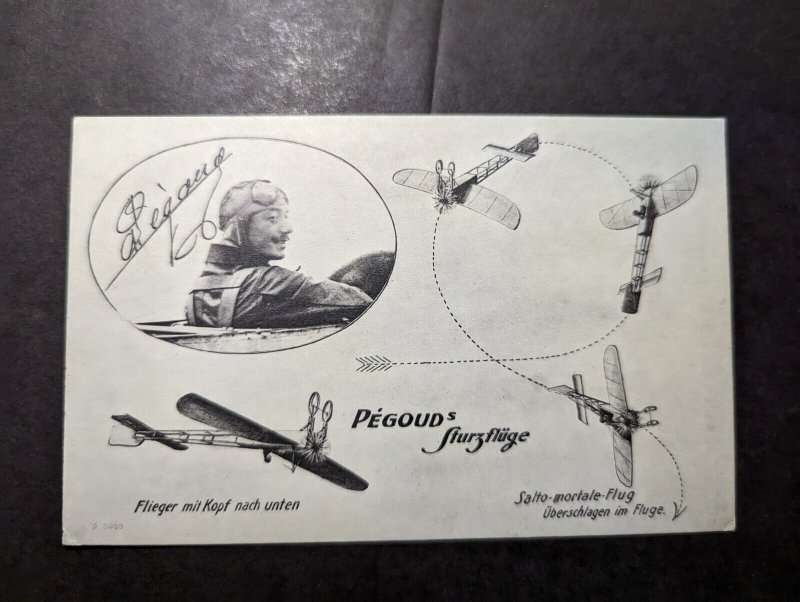 Pégoud
PÉGOUDs
Sturzflüge
Flieger mit Kopf nach unten
Salto-mortale-Flug
Überschlagen im Fluge.